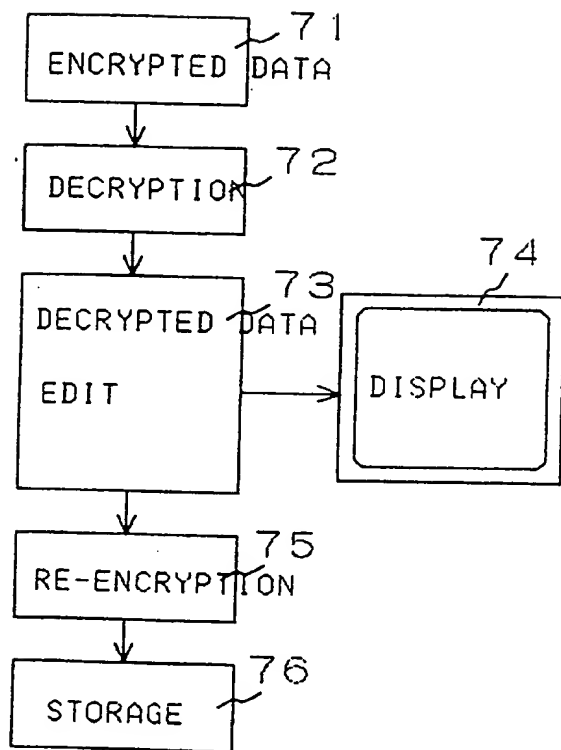 71
ENCRYPTED DATA
72
DECRYPTION
73
DECRYPTED DATA
EDIT
74
DISPLAY
75
RE-ENCRYPTION
76
STORAGE